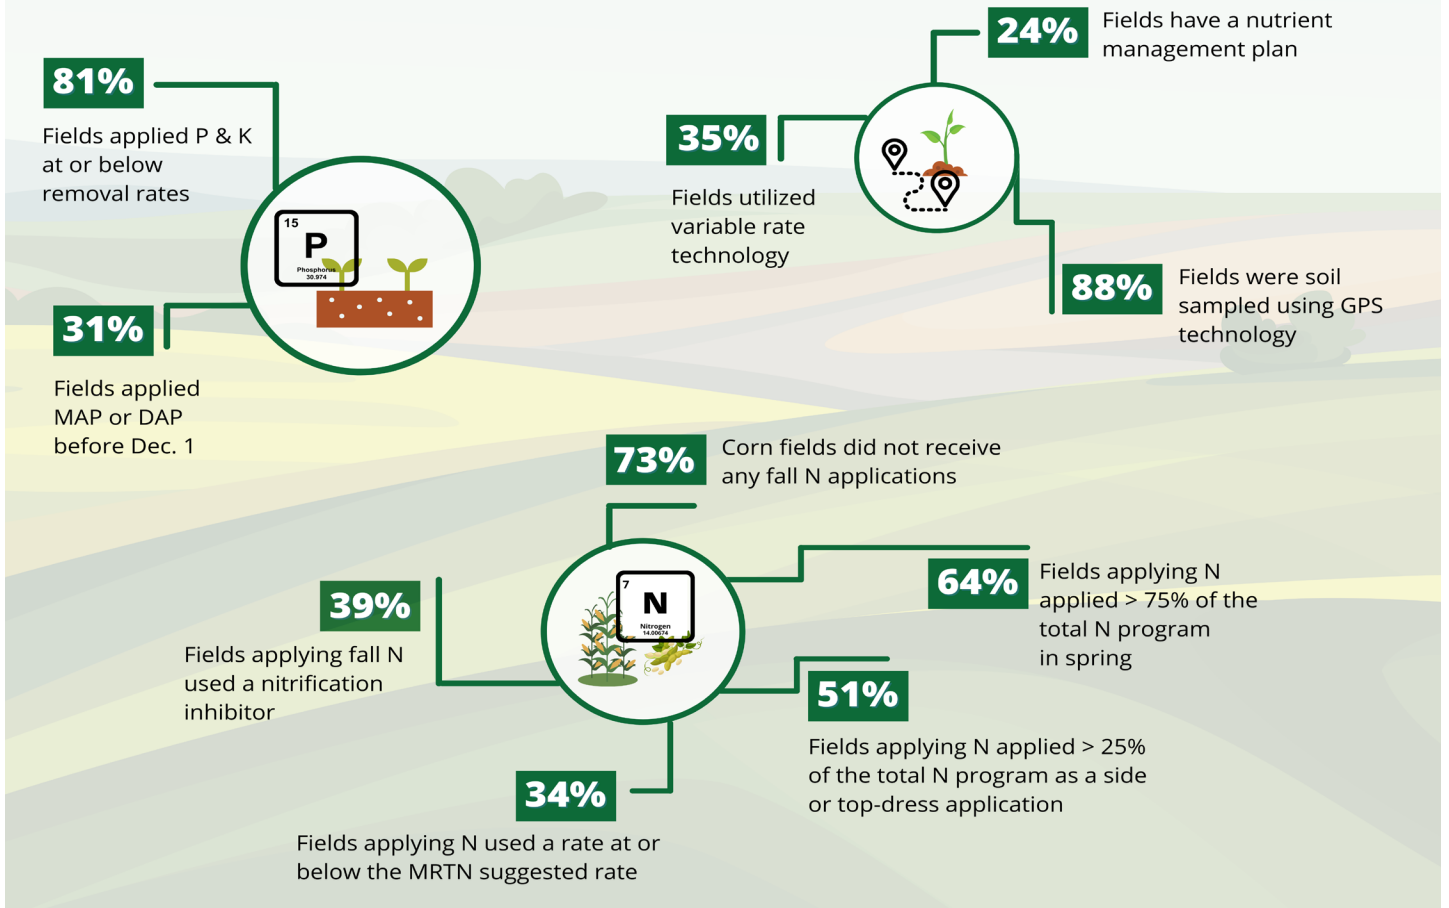 81%
Fields applied P & K
at or below
removal rates
15
P
Phosphorus
30.974
31%
Fields applied
MAP or DAP
before Dec. 1
24%
Fields have a nutrient
management plan
35%
Fields utilized
variable rate
technology
88%
Fields were soil
sampled using GPS
technology
73%
Corn fields did not receive
any fall N applications
7
N
Nitrogen
14.00674
64%
Fields applying N
applied > 75% of the
total N program
in spring
39%
Fields applying fall N
used a nitrification
inhibitor
51%
Fields applying N applied > 25%
of the total N program as a side
or top-dress application
34%
Fields applying N used a rate at or
below the MRTN suggested rate